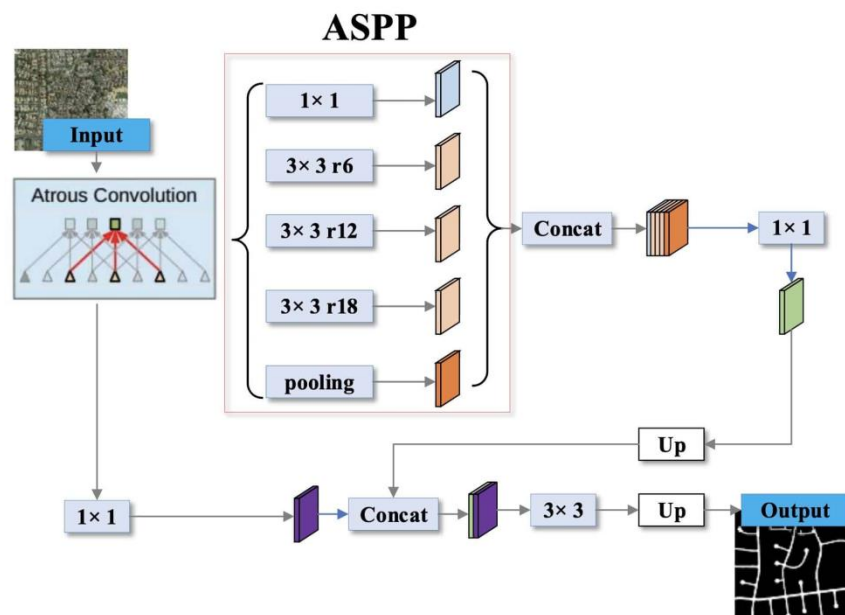 ASPP
Input
Atrous Convolution
1× 1
3× 3 r6
3× 3 r12
3× 3 r18
pooling
Concat
1× 1
Up
1× 1
Concat
3× 3
Up
Output